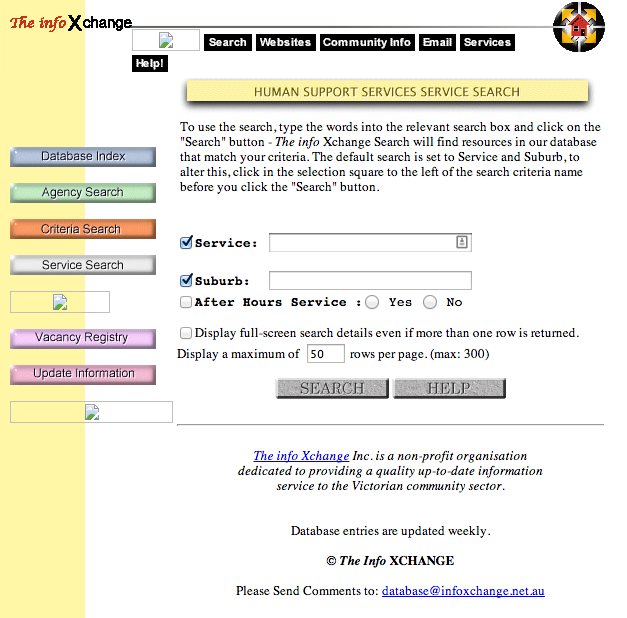 The info Xchange
Search Websites Community Info Email Services
Help!
HUMAN SUPPORT SERVICES SERVICE SEARCH
To use the search, type the words into the relevant search box and click on the
"Search" button - The info Xchange Search will find resources in our database
that match your criteria. The default search is set to Service and Suburb, to
alter this, click in the selection square to the left of the search criteria name
before you click the "Search" button.
Database Index
Agency Search
Criteria Search
Service Search
Vacancy Registry
Update Information
Service:
Suburb:
After Hours Service : Yes No
Display full-screen search details even if more than one row is returned.
Display a maximum of 50 rows per page. (max: 300)
SEARCH HELP
The info Xchange Inc. is a non-profit organisation
dedicated to providing a quality up-to-date information
service to the Victorian community sector.
Database entries are updated weekly.
© The Info XCHANGE
Please Send Comments to: database@infoxchange.net.au